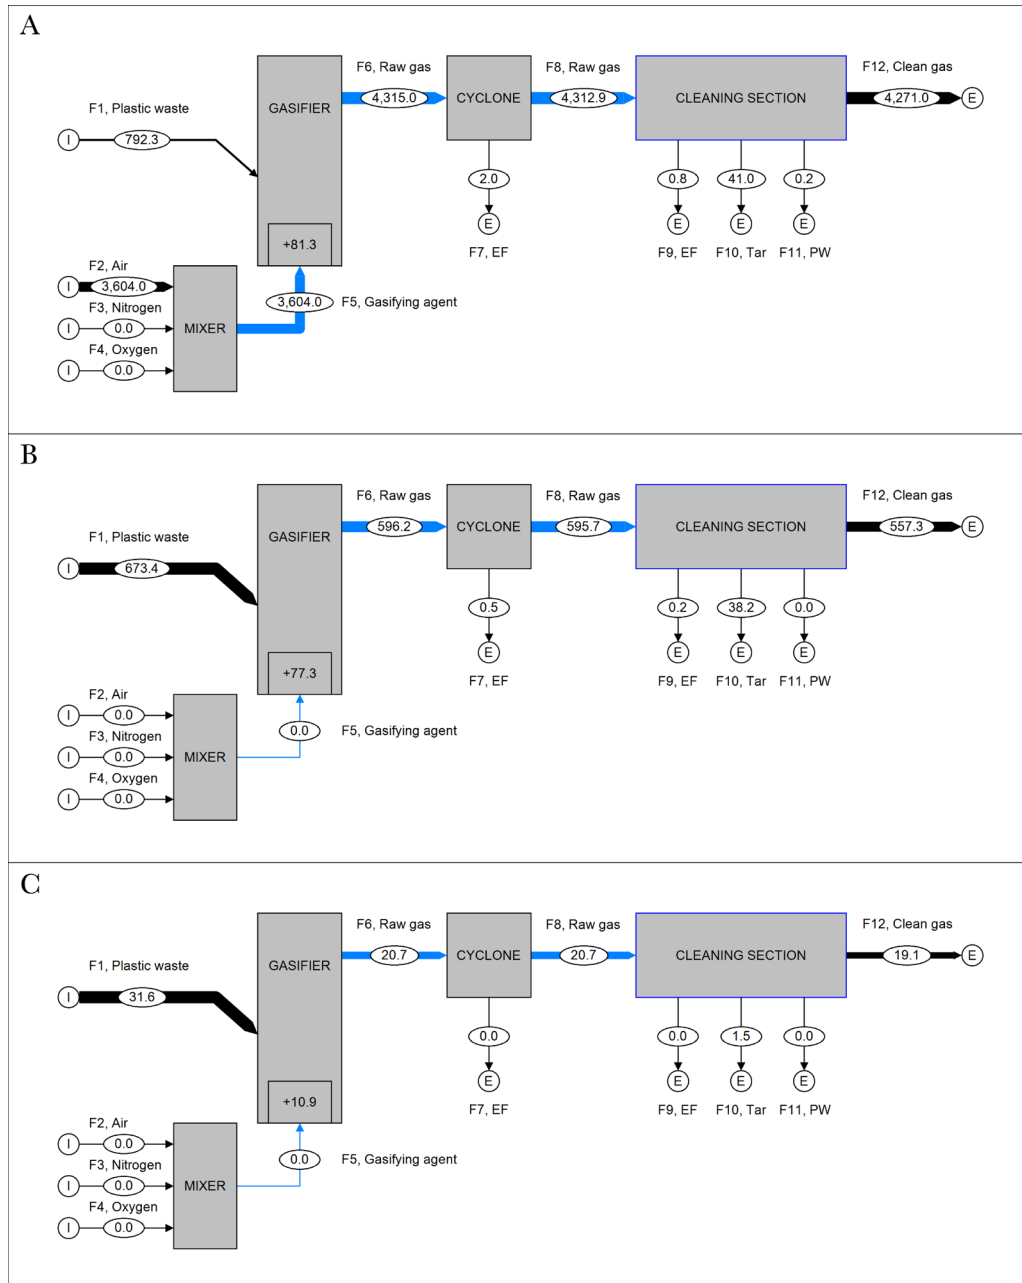 A
F6, Raw gas
F8, Raw gas
F12, Clean gas
GASIFIER
4,315.0
CYCLONE
4,312.9
CLEANING SECTION
4,271.0
E
F1, Plastic waste
I
792.3
2.0
0.8
41.0
0.2
E
E
E
E
F7, EF
F9, EF
F10, Tar
F11, PW
+81.3
F2, Air
I
3,604.0
3,604.0
F5, Gasifying agent
F3, Nitrogen
I
0.0
MIXER
F4, Oxygen
I
0.0
B
F6, Raw gas
F8, Raw gas
F12, Clean gas
GASIFIER
596.2
CYCLONE
595.7
CLEANING SECTION
557.3
E
F1, Plastic waste
I
673.4
0.5
0.2
38.2
0.0
E
E
E
E
F7, EF
F9, EF
F10, Tar
F11, PW
+77.3
F2, Air
I
0.0
0.0
F5, Gasifying agent
F3, Nitrogen
I
0.0
MIXER
F4, Oxygen
I
0.0
C
F6, Raw gas
F8, Raw gas
F12, Clean gas
GASIFIER
20.7
CYCLONE
20.7
CLEANING SECTION
19.1
E
F1, Plastic waste
I
31.6
0.0
0.0
1.5
0.0
E
E
E
E
F7, EF
F9, EF
F10, Tar
F11, PW
+10.9
F2, Air
I
0.0
0.0
F5, Gasifying agent
F3, Nitrogen
I
0.0
MIXER
F4, Oxygen
I
0.0